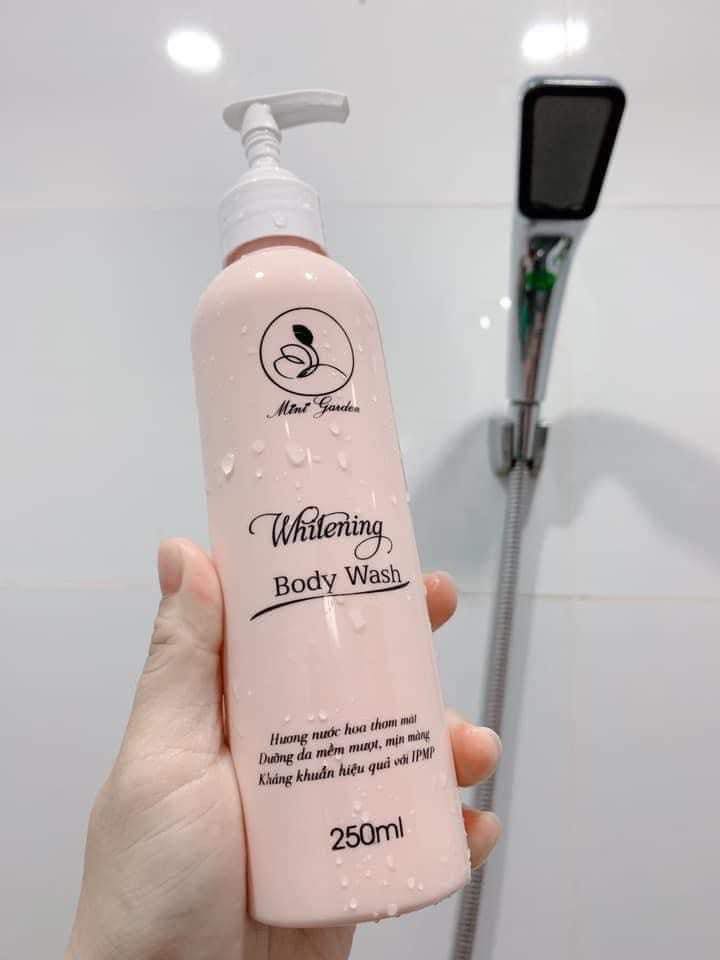 Mini Garden
Whitening
Body Wash
Hương nước hoa thơm mát
Dưỡng da mềm mượt, mịn màng
Kháng khuẩn hiệu quả với IPMP
250ml